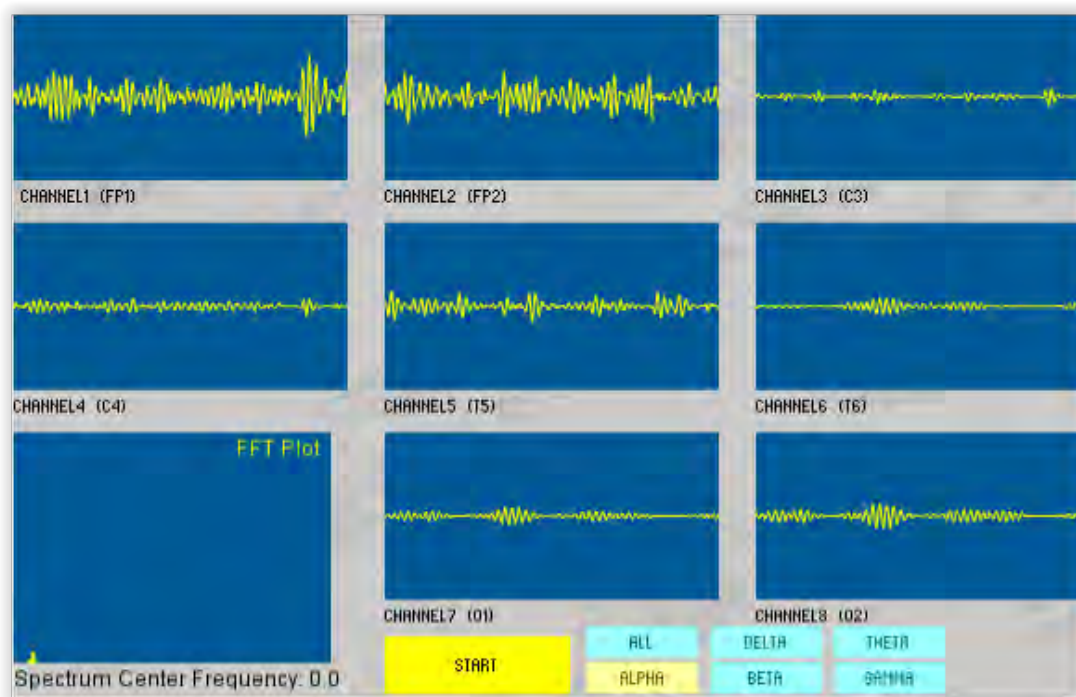 CHANNEL1 (FP1)
CHANNEL2 (FP2)
CHANNEL3 (C3)
CHANNEL4 (C4)
CHANNEL5 (T5)
CHANNEL6 (T6)
FFT Plot
CHANNEL7 (O1)
CHANNEL8 (O2)
Spectrum Center Frequency: 0.0
START
ALL
DELTA
THETA
ALPHA
BETA
GAMMA